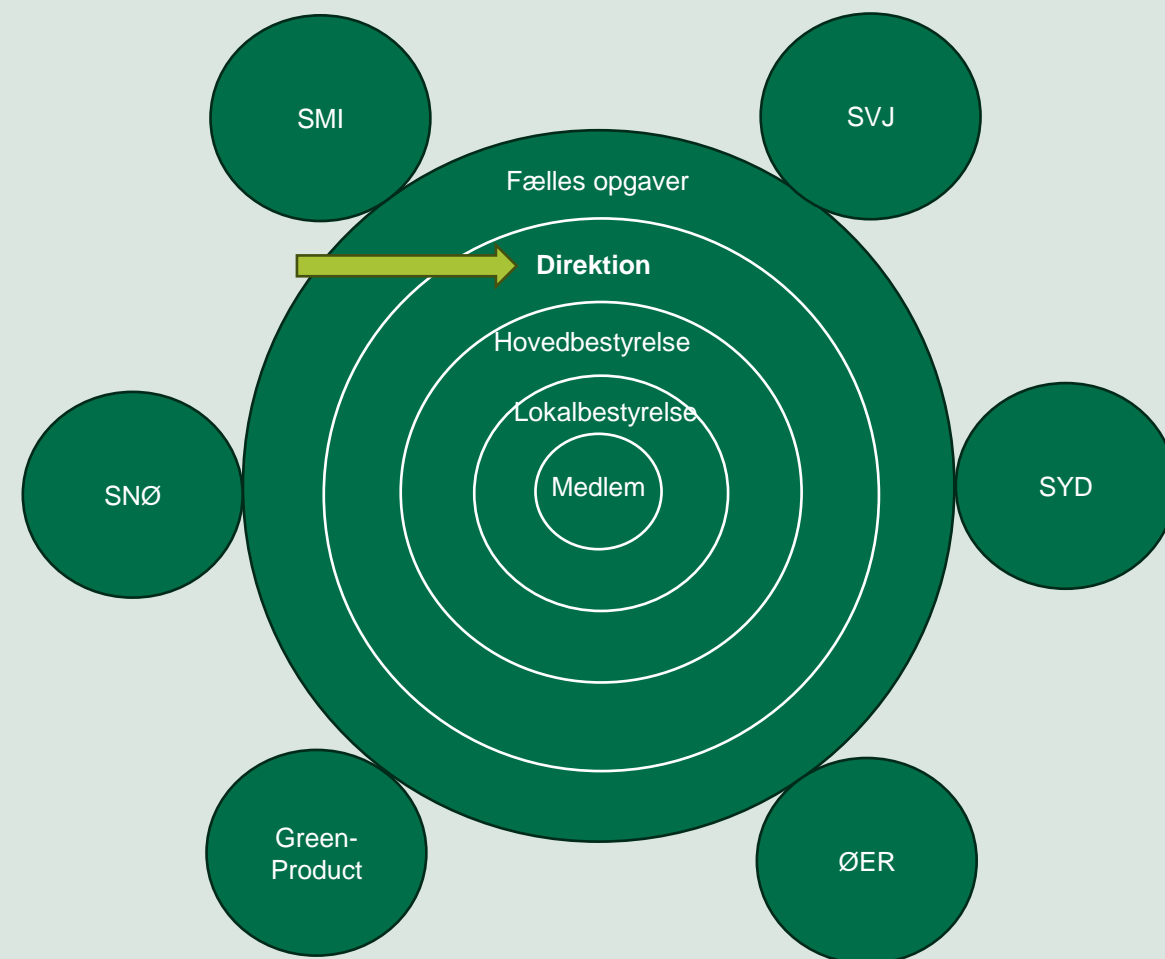 SMI
SVJ
Fælles opgaver
Direktion
Hovedbestyrelse
Lokalbestyrelse
Medlem
SNØ
SYD
Green-
Product
ØER